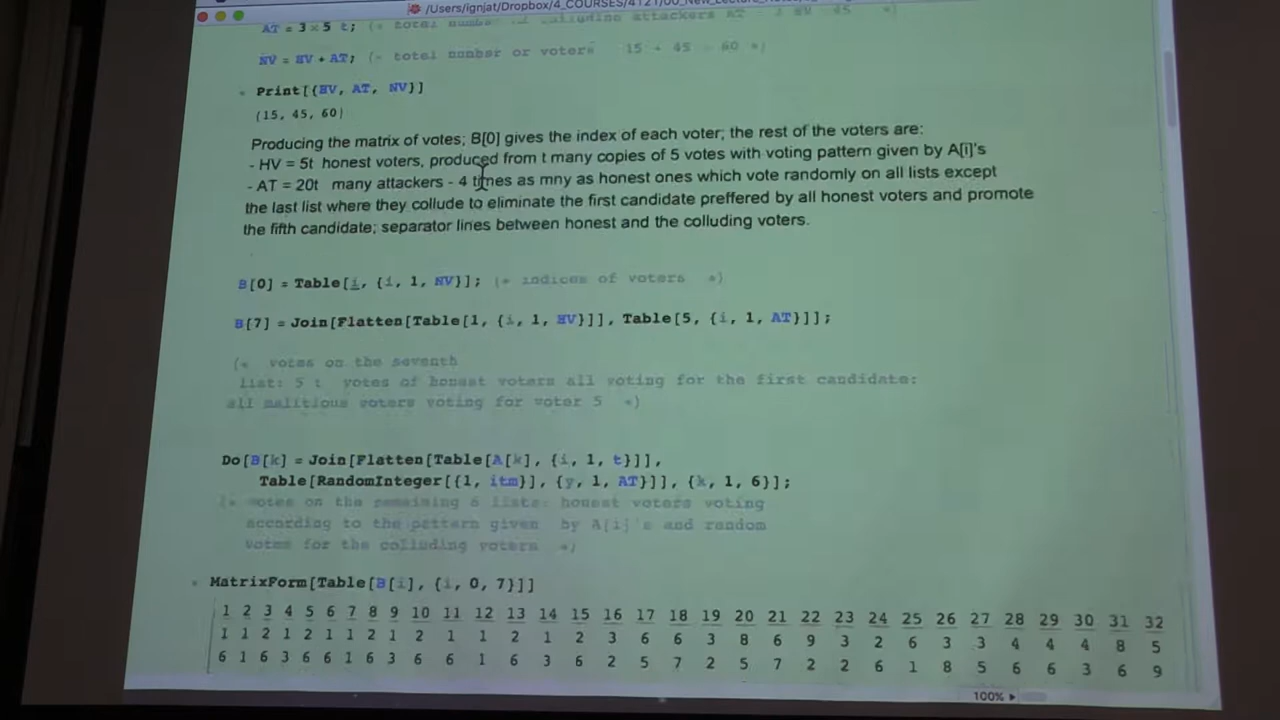 /Users/ignjat/Dropbox/4_COURSES/4121/
AT = 3×5 t; (* total
NV = HV + AT; (* total number or voters 15 + 45 60 *)
Print[{HV, AT, NV}]
{15, 45, 60}
Producing the matrix of votes; B[0] gives the index of each voter; the rest of the voters are:
- HV = 5t honest voters, produced from t many copies of 5 votes with voting pattern given by A[i]'s
- AT = 20t many attackers - 4 times as mny as honest ones which vote randomly on all lists except
the last list where they collude to eliminate the first candidate preffered by all honest voters and promote
the fifth candidate; separator lines between honest and the colluding voters.
B[0] = Table[i, {i, 1, NV}]; (* indices of voters *)
B[7] = Join[Flatten[Table[1, {i, 1, HV}]], Table[5, {i, 1, AT}]];
(* votes on the seventh
list: 5 t votes of honest voters all voting for the first candidate;
all malitious voters voting for voter 5 *)
Do[B[k] = Join[Flatten[Table[A[k], {i, 1, t}]],
Table[RandomInteger[{1, itm}], {y, 1, AT}]], {k, 1, 6}];
(* votes on the remaining 6 lists: honest voters voting
according to the pattern given by A[i]'s and random
votes for the colluding voters *)
MatrixForm[Table[B[i], {i, 0, 7}]]
1 2 3 4 5 6 7 8 9 10 11 12 13 14 15 16 17 18 19 20 21 22 23 24 25 26 27 28 29 30 31 32
1 1 2 1 2 1 1 2 1 2 1 1 2 1 2 3 6 6 3 8 6 9 3 2 6 3 3 4 4 4 8 5
6 1 6 3 6 6 1 6 3 6 6 1 6 3 6 2 5 7 2 5 7 2 2 6 1 8 5 6 6 3 6 9
100%